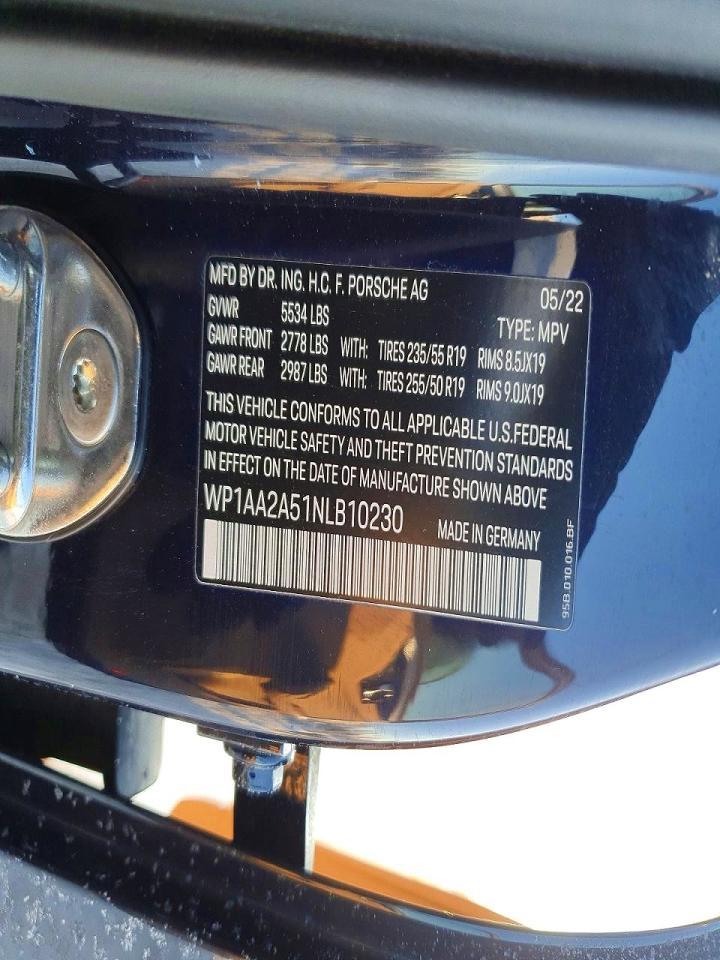 MFD BY DR. ING. H.C. F. PORSCHE AG 05/22
GVWR 5534 LBS TYPE: MPV
GAWR FRONT 2778 LBS WITH: TIRES 235/55 R19 RIMS 8.5JX19
GAWR REAR 2987 LBS WITH: TIRES 255/50 R19 RIMS 9.0JX19
THIS VEHICLE CONFORMS TO ALL APPLICABLE U.S.FEDERAL
MOTOR VEHICLE SAFETY AND THEFT PREVENTION STANDARDS
IN EFFECT ON THE DATE OF MANUFACTURE SHOWN ABOVE
WP1AA2A51NLB10230 MADE IN GERMANY
95B.010.016.BF